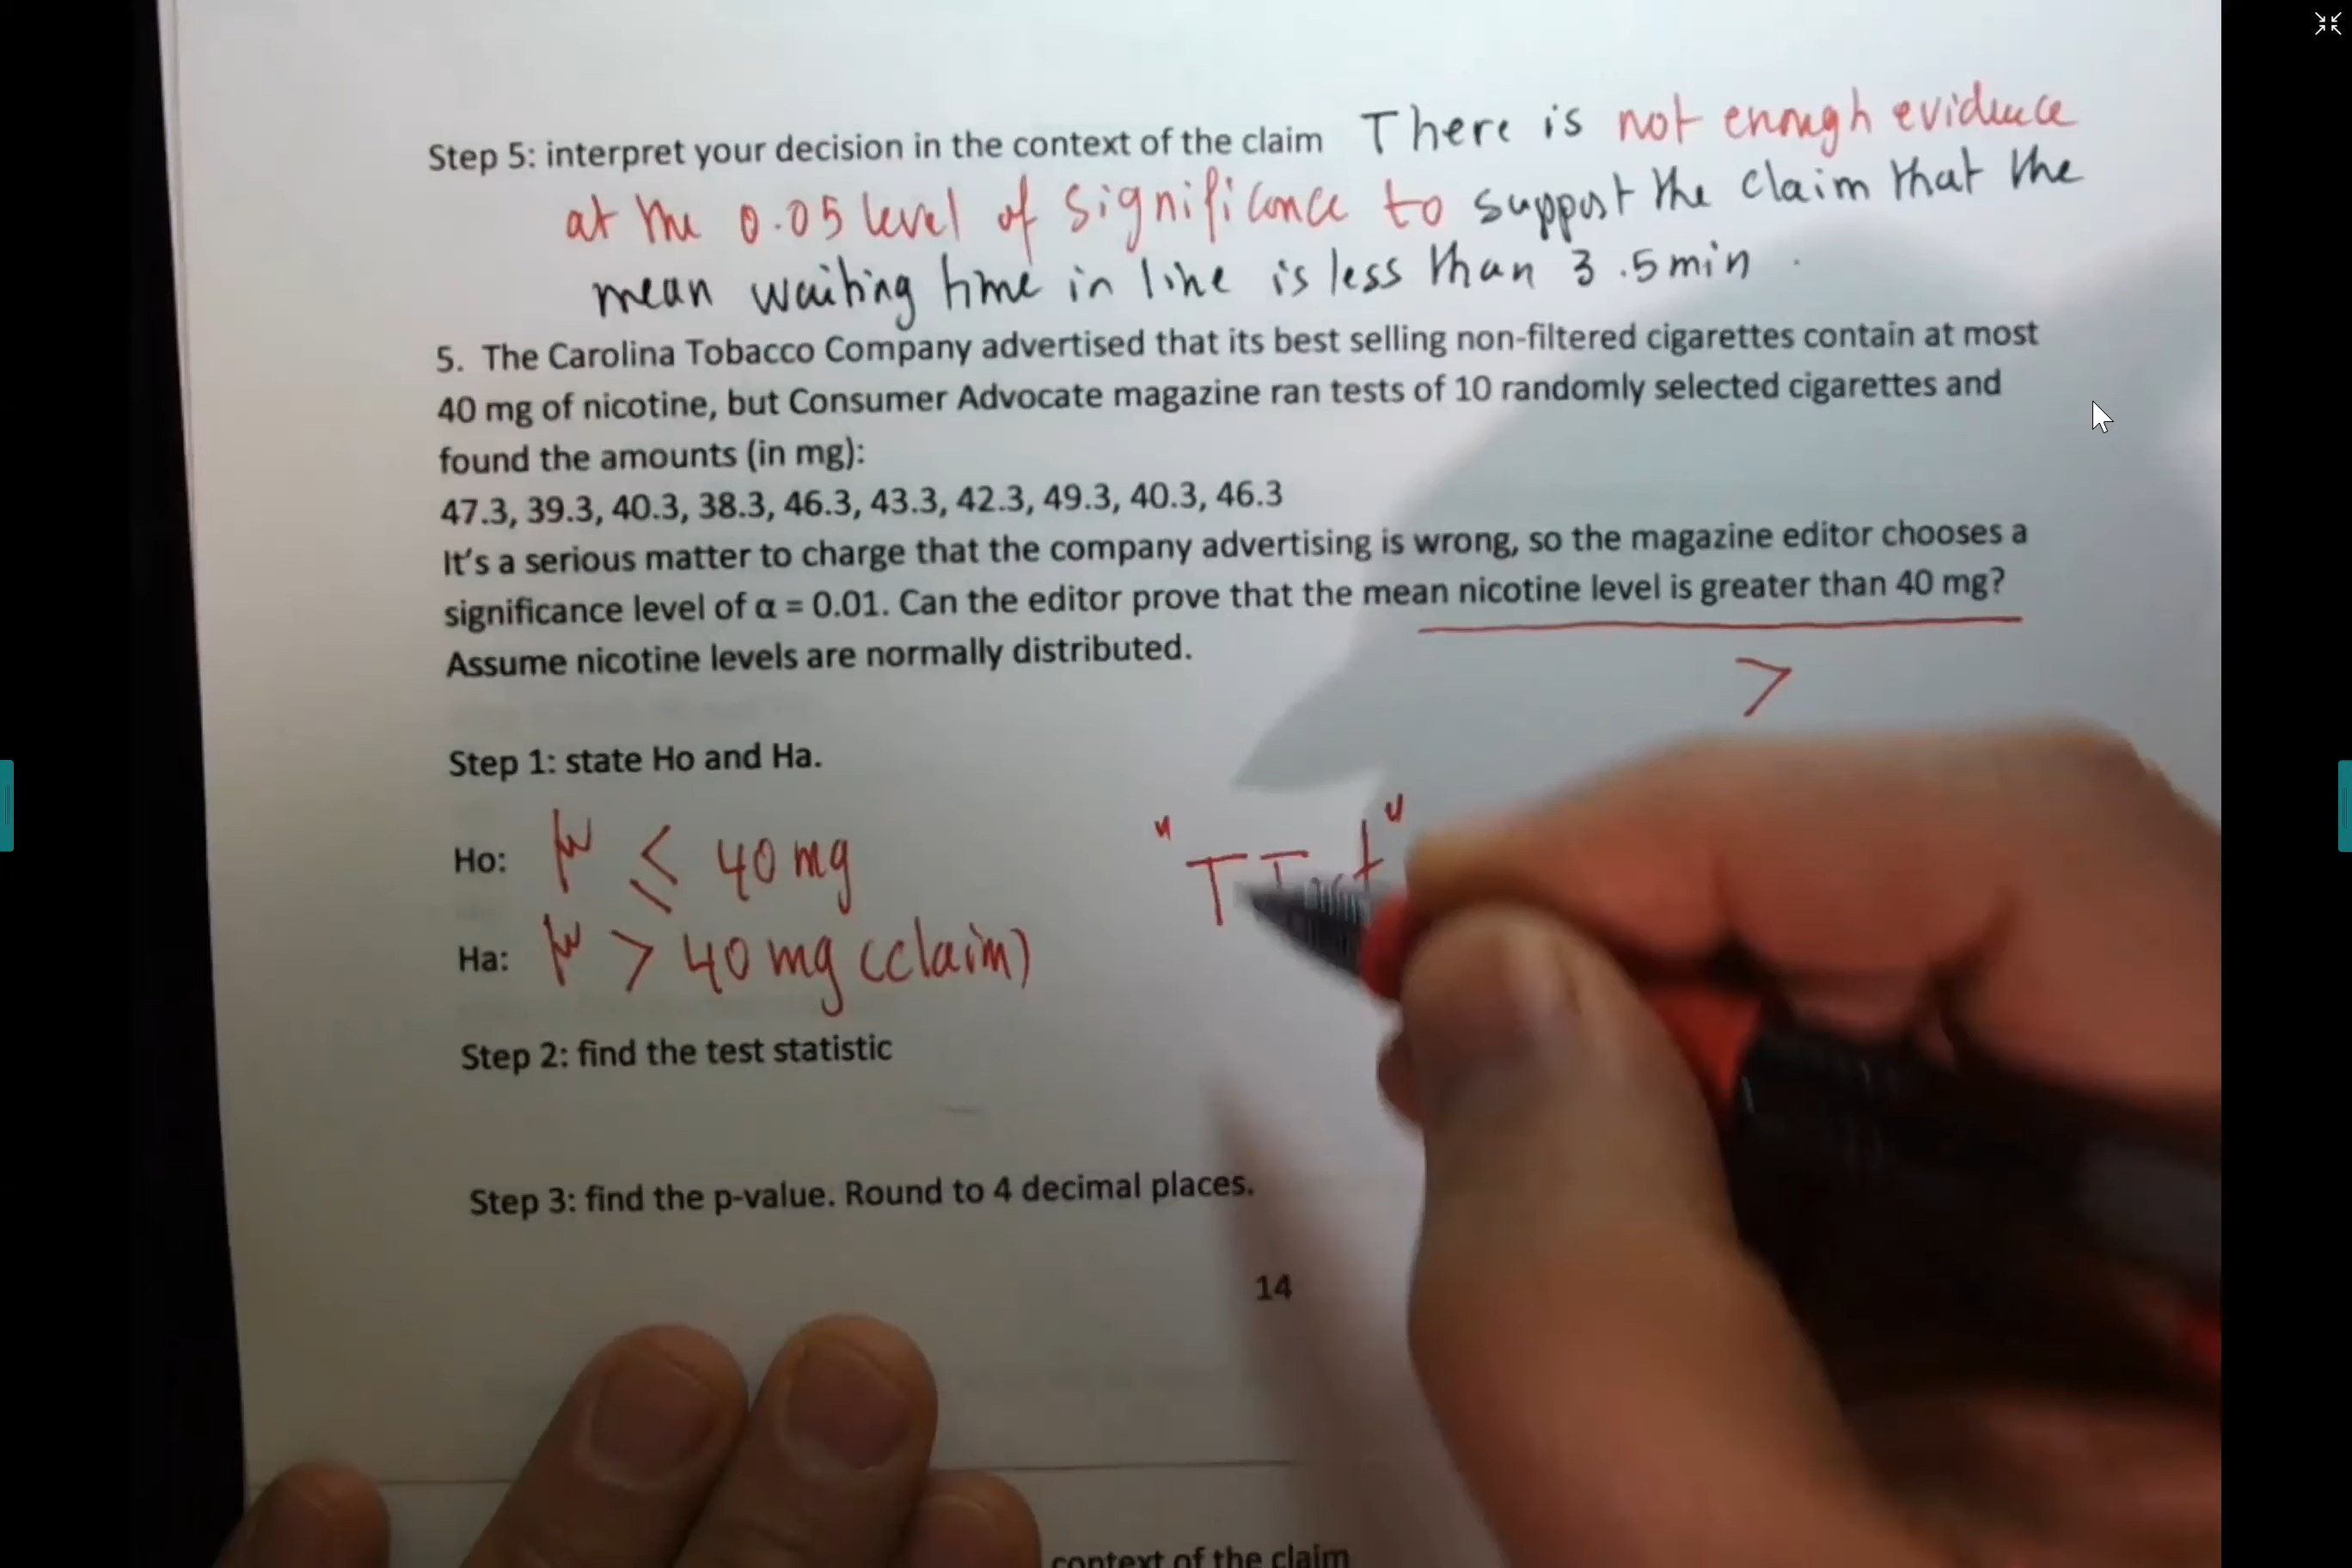 Step 5: interpret your decision in the context of the claim There is not enough evidence
at the 0.05 level of significance to support the claim that the
mean waiting time in line is less than 3.5 min.
5. The Carolina Tobacco Company advertised that its best selling non-filtered cigarettes contain at most
40 mg of nicotine, but Consumer Advocate magazine ran tests of 10 randomly selected cigarettes and
found the amounts (in mg):
47.3, 39.3, 40.3, 38.3, 46.3, 43.3, 42.3, 49.3, 40.3, 46.3
It's a serious matter to charge that the company advertising is wrong, so the magazine editor chooses a
significance level of α = 0.01. Can the editor prove that the mean nicotine level is greater than 40 mg?
Assume nicotine levels are normally distributed.
>
Step 1: state Ho and Ha.
Ho: μ ≤ 40 mg
"T Test"
Ha: μ > 40 mg (claim)
Step 2: find the test statistic
Step 3: find the p-value. Round to 4 decimal places.
14
context of the claim